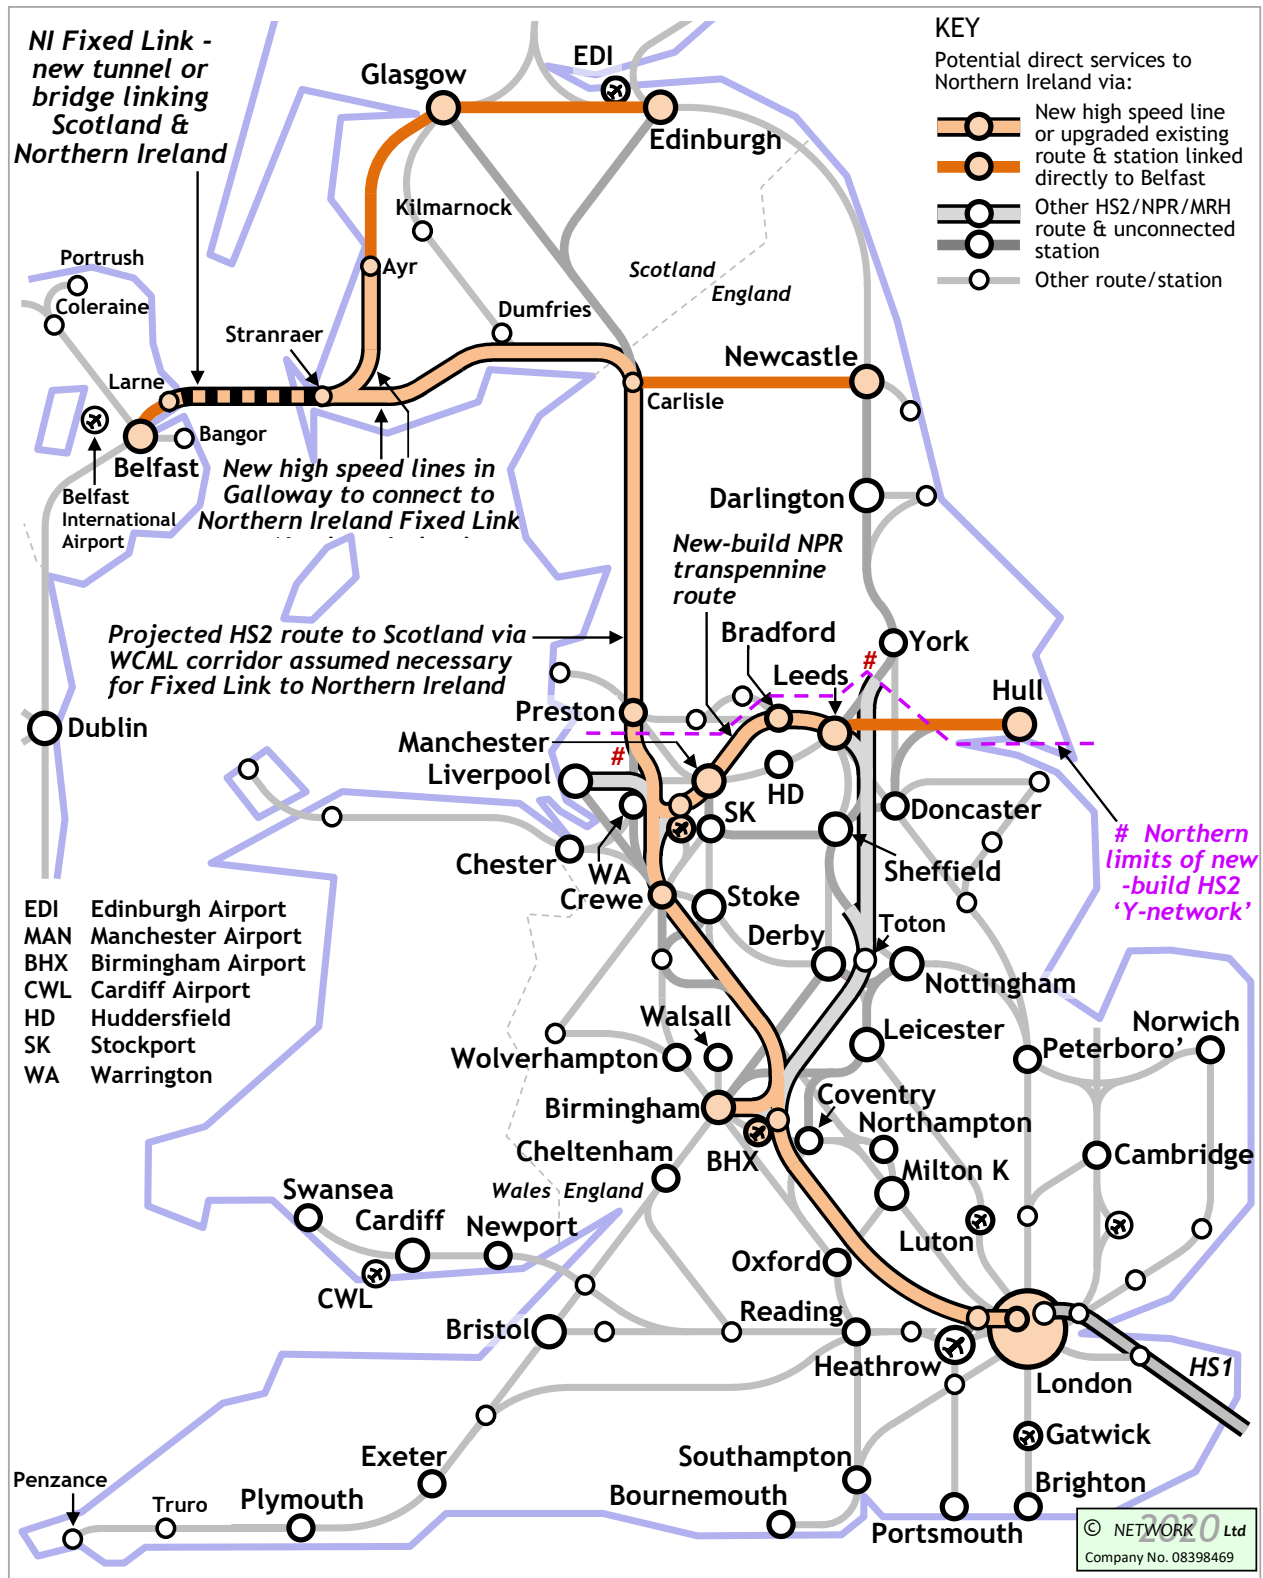 NI Fixed Link -
new tunnel or
bridge linking
Scotland &
Northern Ireland
EDI
Glasgow
Edinburgh
KEY
Potential direct services to
Northern Ireland via:
New high speed line
or upgraded existing
route & station linked
directly to Belfast
Other HS2/NPR/MRH
route & unconnected
station
Other route/station
Kilmarnock
Portrush
Ayr
Scotland
England
Coleraine
Dumfries
Stranraer
Newcastle
Larne
Carlisle
Bangor
Belfast
New high speed lines in
Galloway to connect to
Northern Ireland Fixed Link
Belfast
International
Airport
Darlington
New-build NPR
transpennine
route
Projected HS2 route to Scotland via
WCML corridor assumed necessary
for Fixed Link to Northern Ireland
Bradford
York
#
Leeds
Hull
Preston
Dublin
Manchester
#
Liverpool
HD
SK
Doncaster
# Northern
limits of new
-build HS2
‘Y-network’
Chester
WA
Sheffield
Crewe
Stoke
EDI Edinburgh Airport
MAN Manchester Airport
BHX Birmingham Airport
CWL Cardiff Airport
HD Huddersfield
SK Stockport
WA Warrington
Derby
Toton
Nottingham
Walsall
Leicester
Norwich
Wolverhampton
Peterboro’
Birmingham
Coventry
Northampton
Cheltenham
BHX
Cambridge
Milton K
Wales England
Swansea
Cardiff
Newport
Luton
Oxford
CWL
Reading
Bristol
Heathrow
HS1
London
Gatwick
Exeter
Southampton
Brighton
Penzance
Truro
Plymouth
Bournemouth
Portsmouth
© NETWORK 2020 Ltd
Company No. 08398469